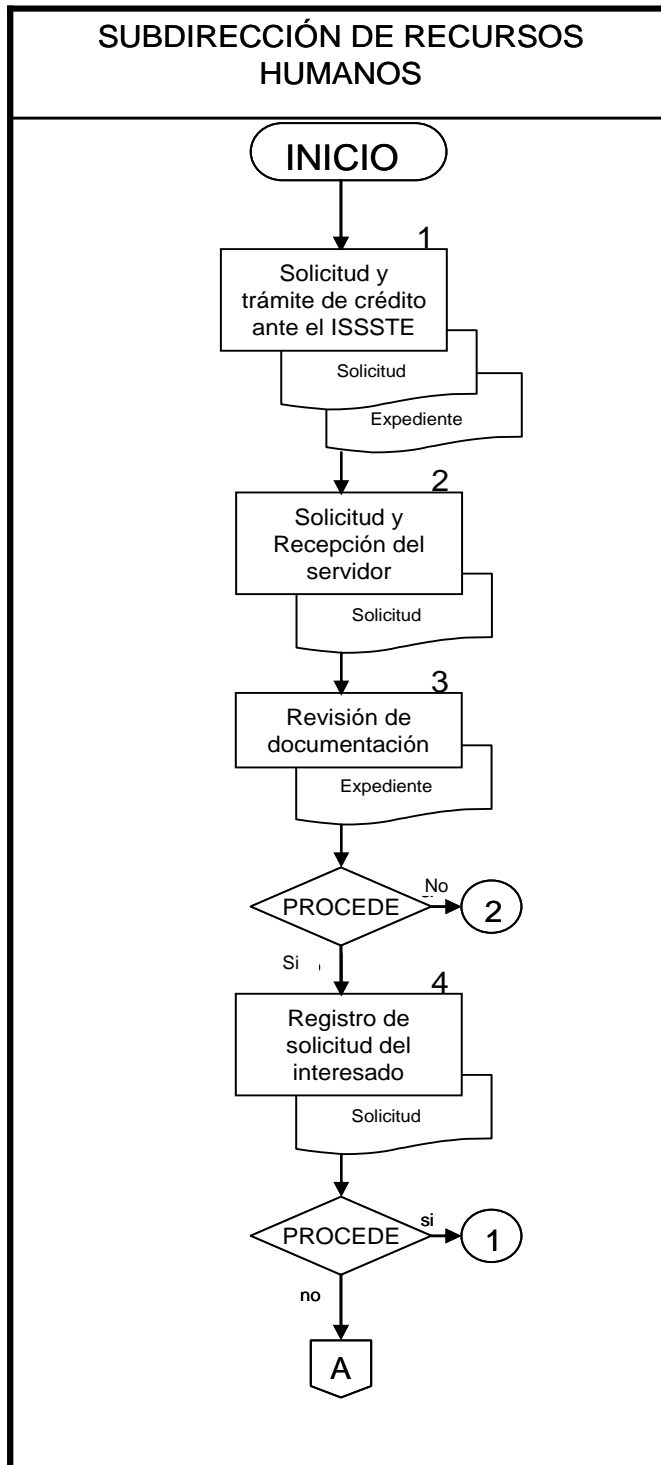 SUBDIRECCIÓN DE RECURSOS
HUMANOS
INICIO
1
Solicitud y
trámite de crédito
ante el ISSSTE
Solicitud
Expediente
2
Solicitud y
Recepción del
servidor
Solicitud
3
Revisión de
documentación
Expediente
PROCEDE
No
2
Si
4
Registro de
solicitud del
interesado
Solicitud
PROCEDE
si
1
no
A